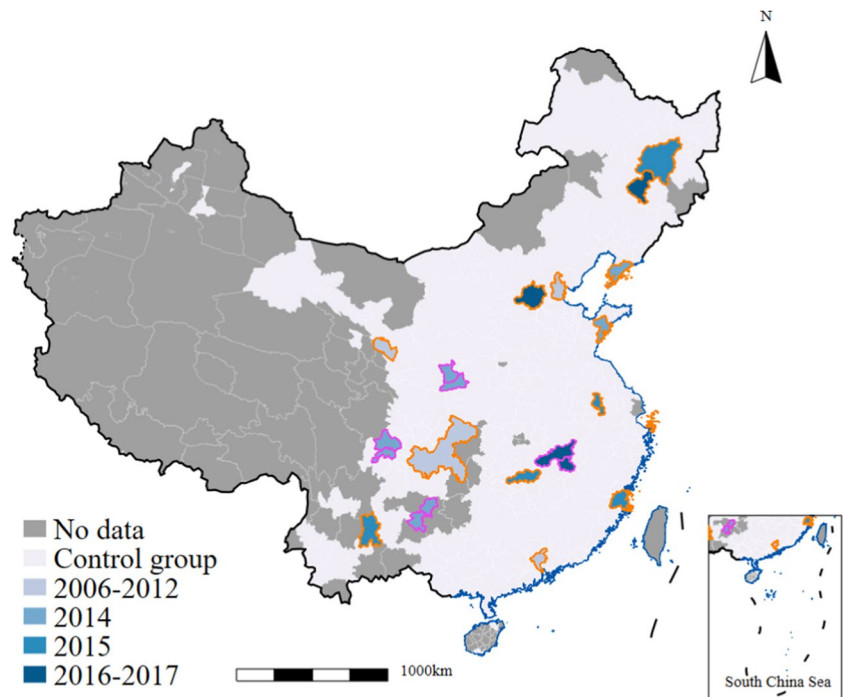 N
No data
Control group
2006-2012
2014
2015
2016-2017
1000km
South China Sea